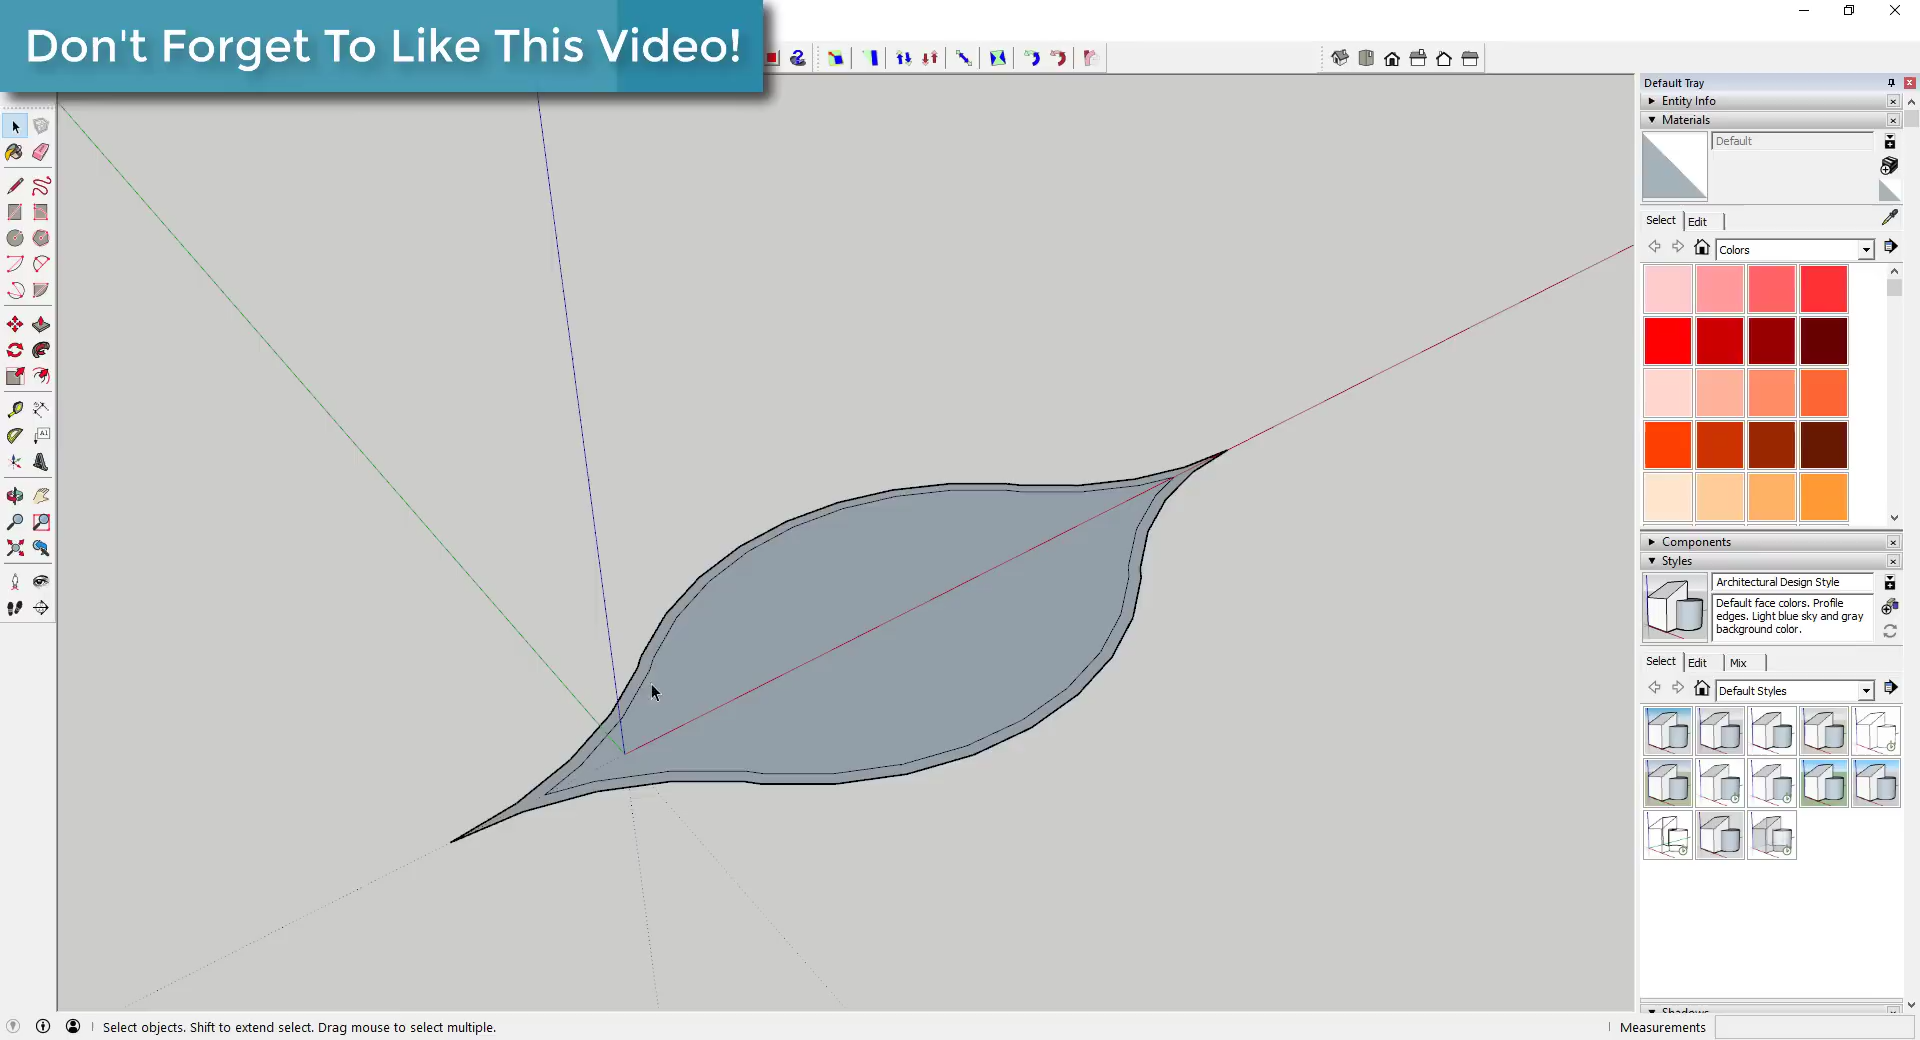 Don't Forget To Like This Video!
Default Tray
Entity Info
Materials
Default
Select Edit
Colors
Components
Styles
Architectural Design Style
Default face colors. Profile
edges. Light blue sky and gray
background color.
Select Edit Mix
Default Styles
Select objects. Shift to extend select. Drag mouse to select multiple.
Measurements